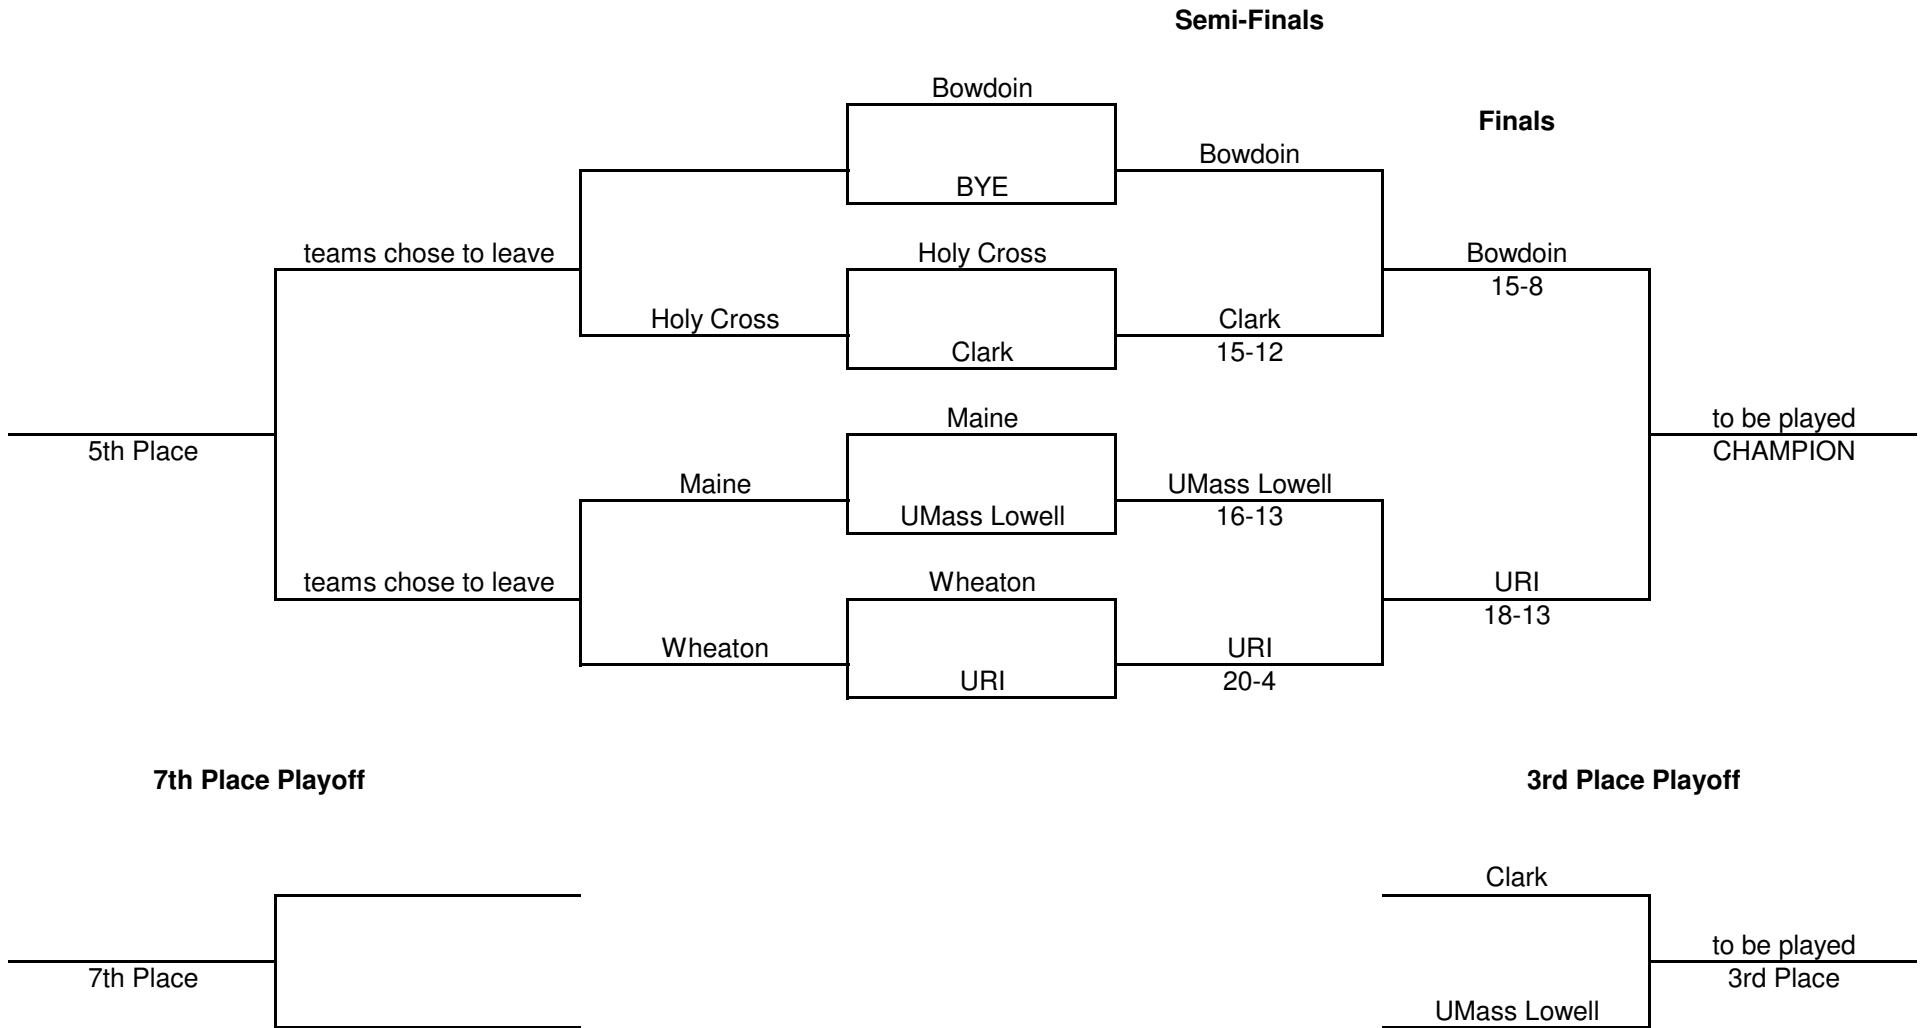 Semi-Finals
Bowdoin
Finals
Bowdoin
BYE
teams chose to leave
Holy Cross
Bowdoin
15-8
Holy Cross
Clark
Clark
15-12
Maine
to be played
5th Place
CHAMPION
Maine
UMass Lowell
UMass Lowell
16-13
teams chose to leave
Wheaton
URI
18-13
Wheaton
URI
URI
20-4
7th Place Playoff
3rd Place Playoff
Clark
to be played
7th Place
3rd Place
UMass Lowell